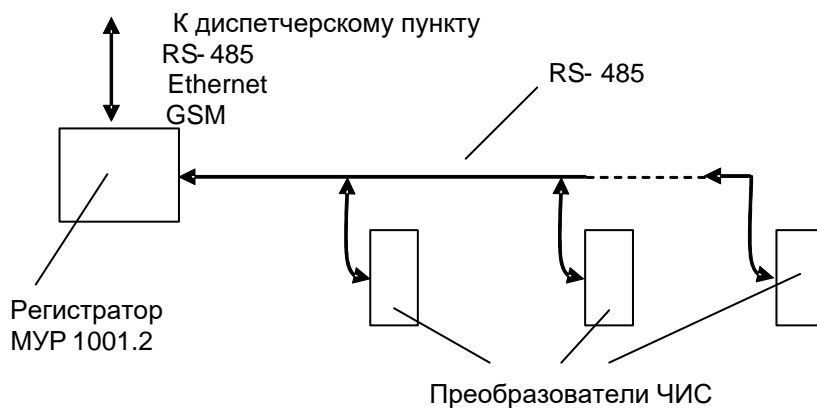 К диспетчерскому пункту
RS-485
Ethernet
GSM
RS- 485
Регистратор
МУР 1001.2
Преобразователи ЧИС